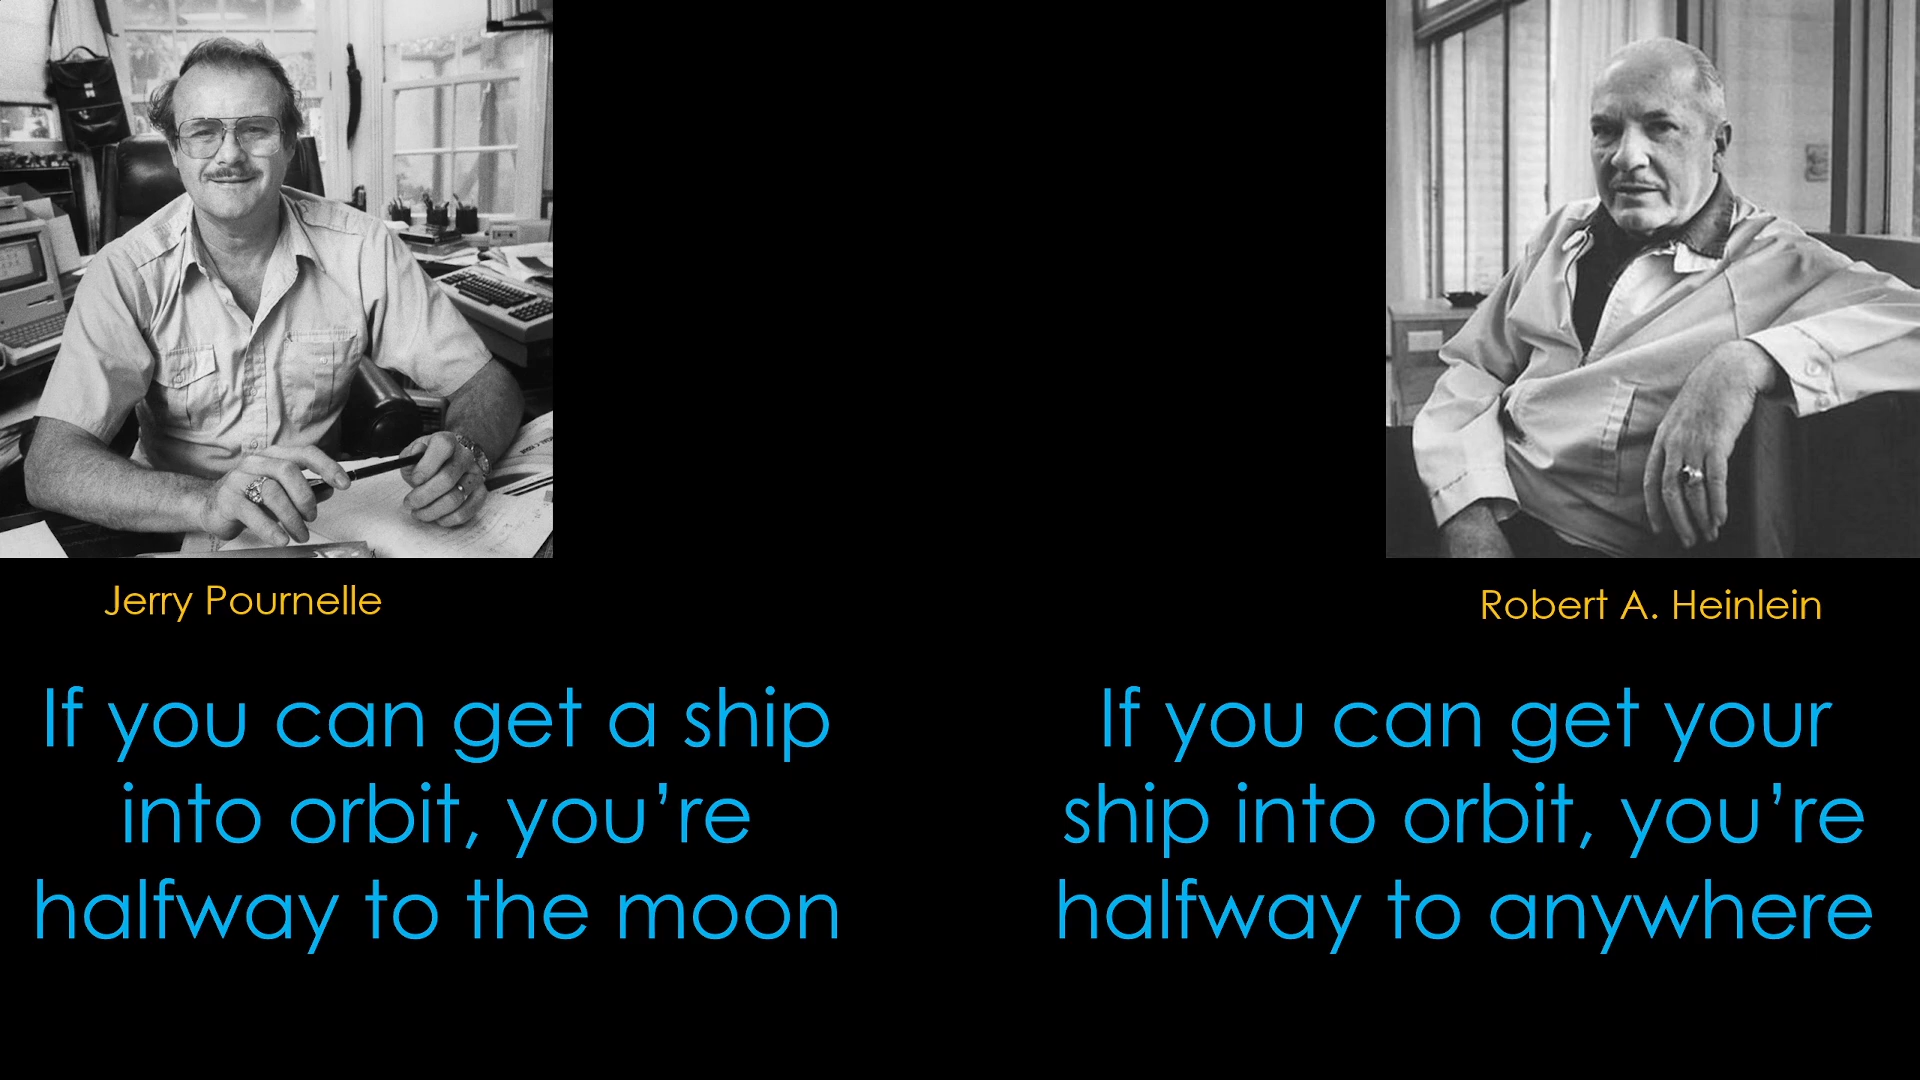 Jerry Pournelle
If you can get a ship
into orbit, you’re
halfway to the moon
Robert A. Heinlein
If you can get your
ship into orbit, you’re
halfway to anywhere